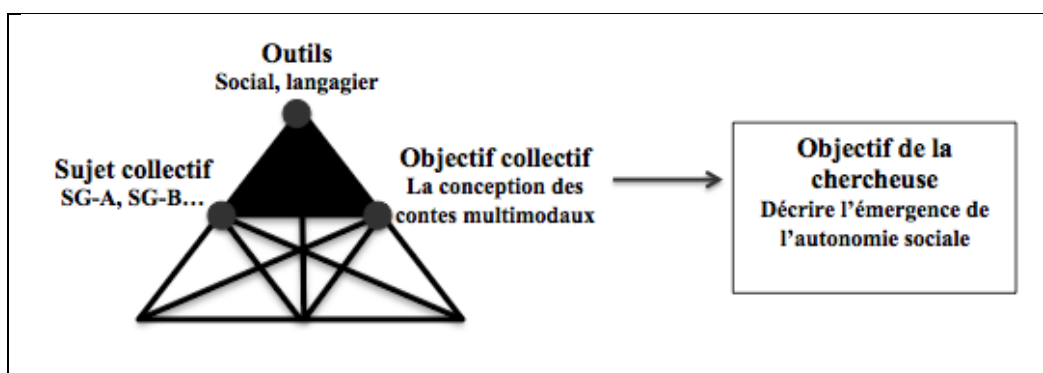 Outils
Social, langagier
Sujet collectif
SG-A, SG-B...
Objectif collectif
La conception des
contes multimodaux
Objectif de la
chercheuse
Décrire l'émergence de
l'autonomie sociale